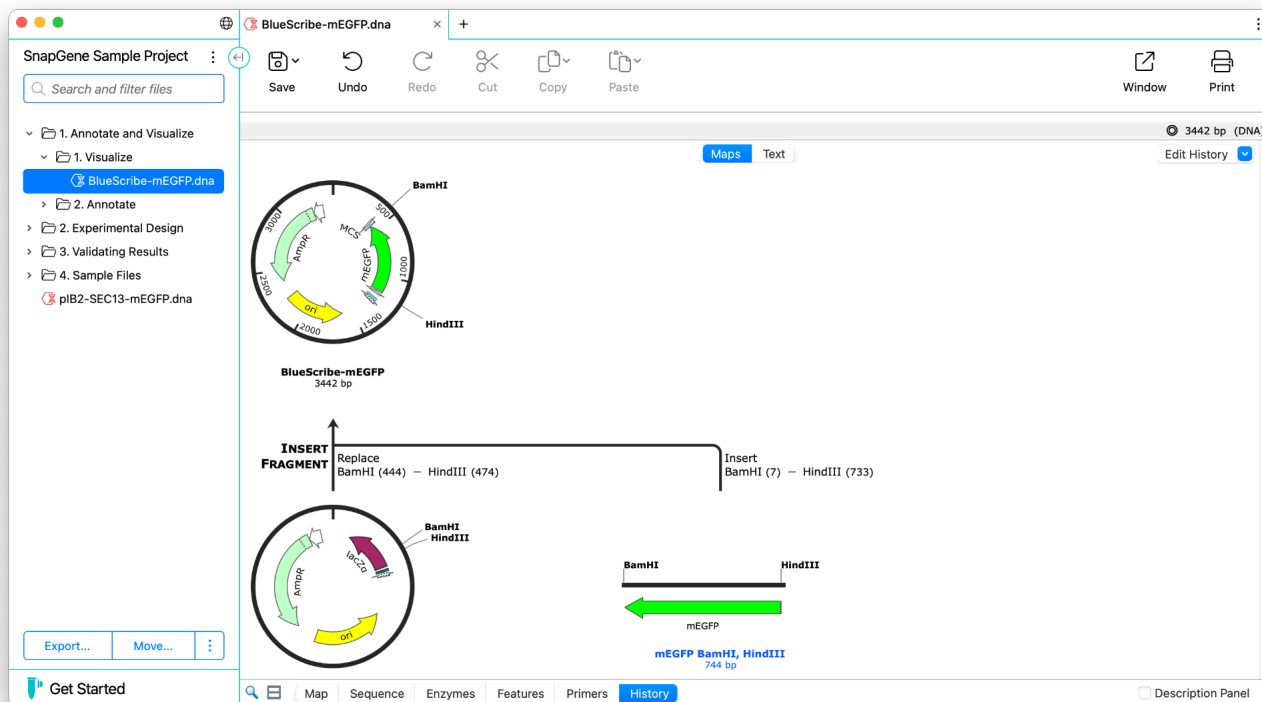 BlueScribe-mEGFP.dna
SnapGene Sample Project
Search and filter files
1. Annotate and Visualize
1. Visualize
BlueScribe-mEGFP.dna
2. Annotate
2. Experimental Design
3. Validating Results
4. Sample Files
pIB2-SEC13-mEGFP.dna
Export...
Move...
Get Started
Save
Undo
Redo
Cut
Copy
Paste
Window
Print
3442 bp (DNA)
Maps
Text
Edit History
BamHI
500
MCS
3000
AmpR
mEGFP
1000
2500
ori
2000
1500
HindIII
BlueScribe-mEGFP
3442 bp
INSERT
FRAGMENT
Replace
BamHI (444) – HindIII (474)
Insert
BamHI (7) – HindIII (733)
BamHI
HindIII
lacZα
AmpR
ori
BamHI
HindIII
mEGFP
mEGFP BamHI, HindIII
744 bp
Map
Sequence
Enzymes
Features
Primers
History
Description Panel